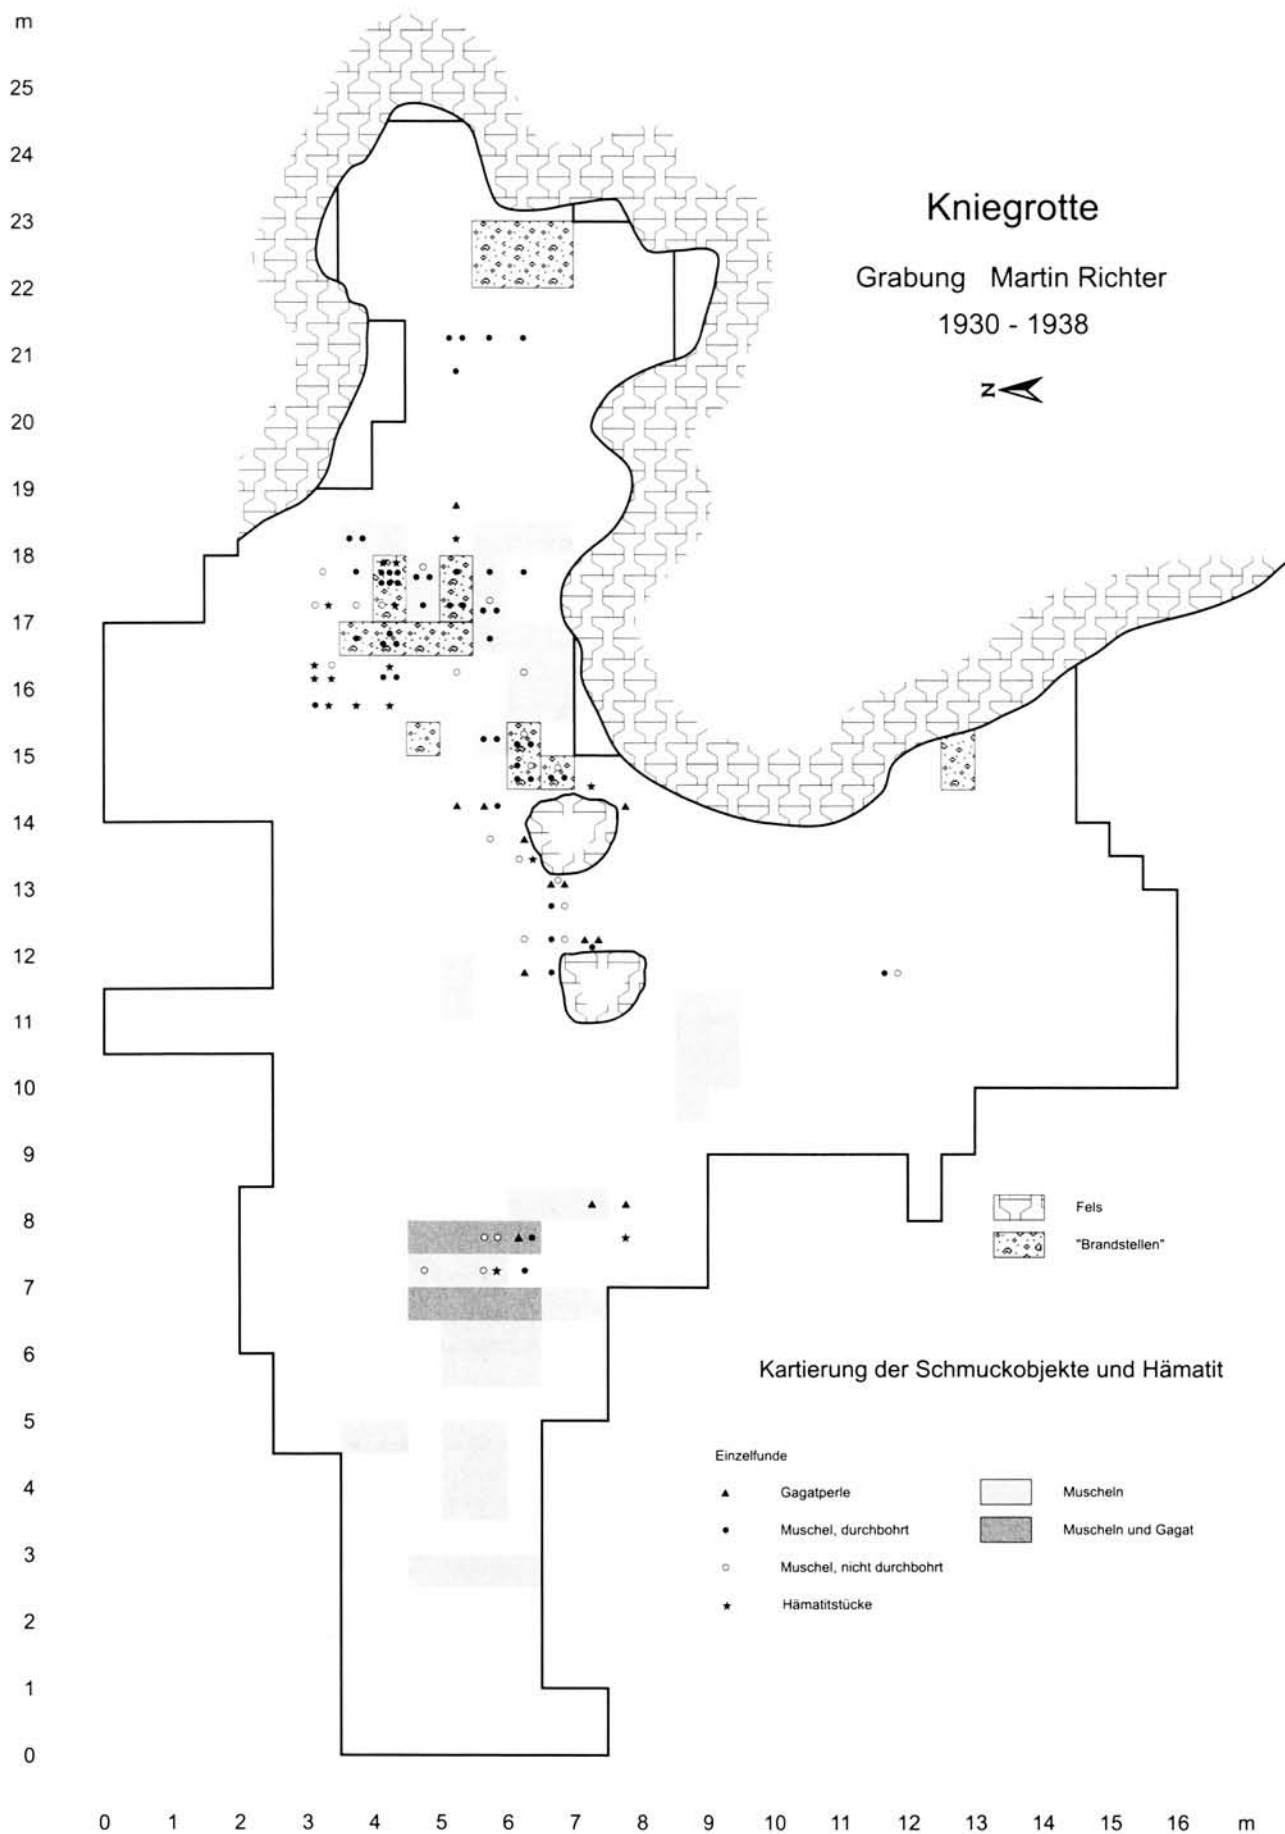 m
25
24
23
22
21
20
19
18
17
16
15
14
13
12
11
10
9
8
7
6
5
4
3
2
1
0
Kniegrotte
Grabung Martin Richter
1930 - 1938
N
Fels
"Brandstellen"
Kartierung der Schmuckobjekte und Hämatit
Einzelfunde
Gagatperle
Muschel, durchbohrt
Muschel, nicht durchbohrt
Hämatitstücke
Muscheln
Muscheln und Gagat
0 1 2 3 4 5 6 7 8 9 10 11 12 13 14 15 16 m